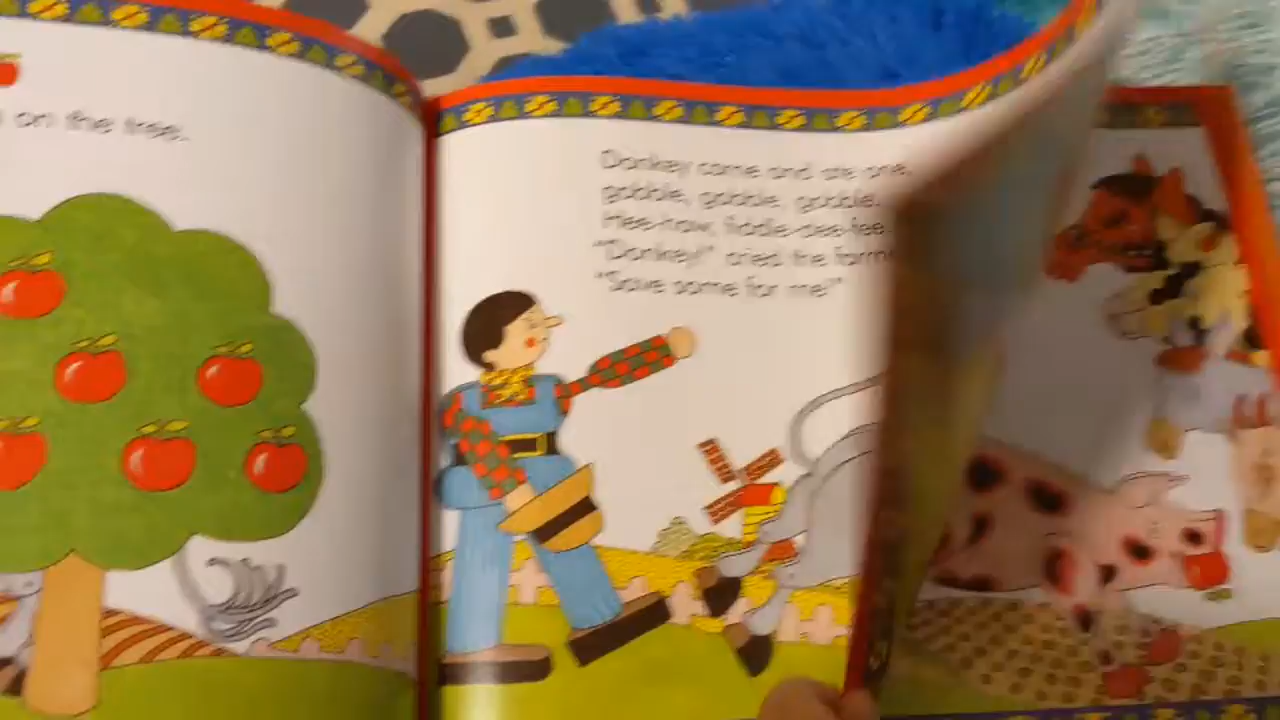 on the tree.
Donkey came and ate one,
gobble, gobble, gobble.
Hee-haw, fiddle-dee-fee.
"Donkey!" cried the
"Save some for me!"